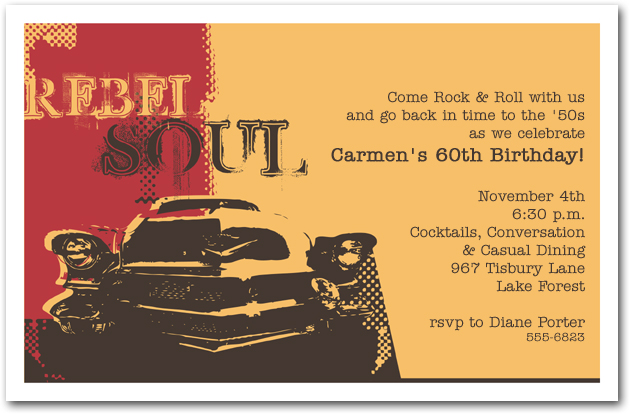 REBEL
SOUL
Come Rock & Roll with us
and go back in time to the '50s
as we celebrate
Carmen's 60th Birthday!
November 4th
6:30 p.m.
Cocktails, Conversation
& Casual Dining
967 Tisbury Lane
Lake Forest
rsvp to Diane Porter
555-6823